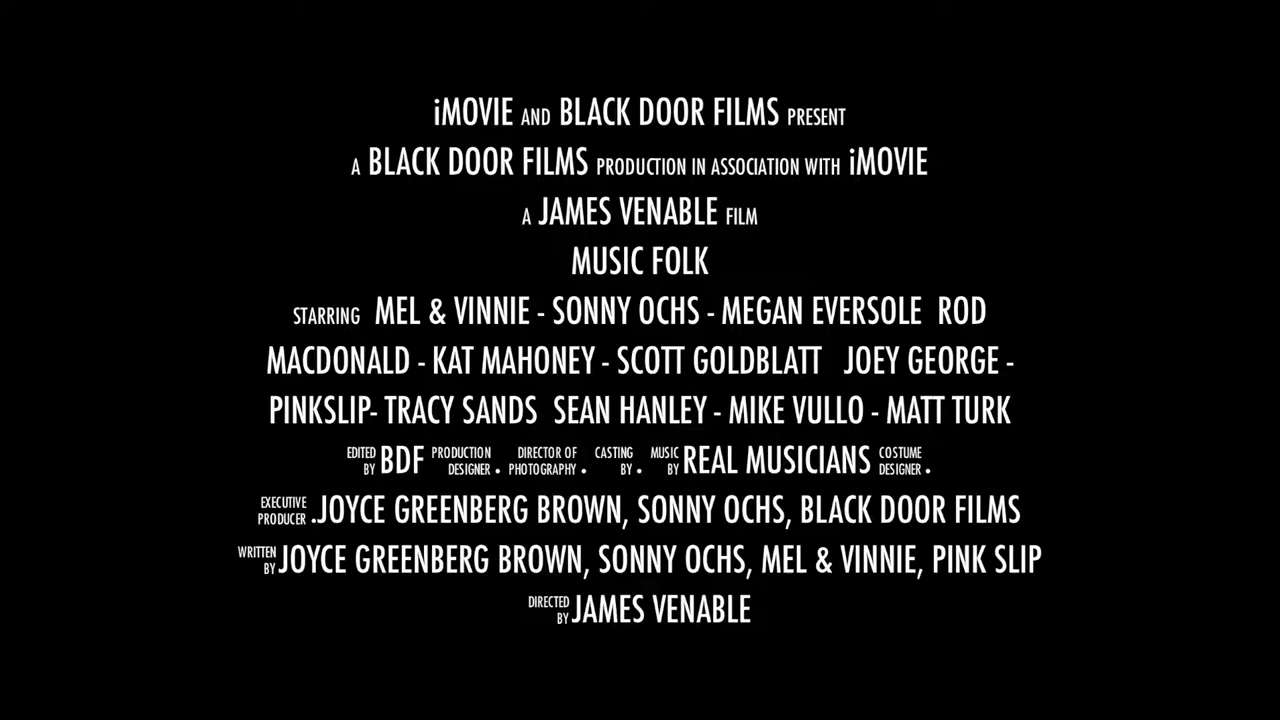 iMOVIE AND BLACK DOOR FILMS PRESENT
A BLACK DOOR FILMS PRODUCTION IN ASSOCIATION WITH iMOVIE
A JAMES VENABLE FILM
MUSIC FOLK
STARRING MEL & VINNIE - SONNY OCHS - MEGAN EVERSOLE ROD
MACDONALD - KAT MAHONEY - SCOTT GOLDBLATT JOEY GEORGE -
PINKSLIP- TRACY SANDS SEAN HANLEY - MIKE VULLO - MATT TURK
EDITED BY BDF PRODUCTION DESIGNER . DIRECTOR OF PHOTOGRAPHY . CASTING BY . MUSIC BY REAL MUSICIANS COSTUME DESIGNER .
EXECUTIVE PRODUCER .JOYCE GREENBERG BROWN, SONNY OCHS, BLACK DOOR FILMS
WRITTEN BY JOYCE GREENBERG BROWN, SONNY OCHS, MEL & VINNIE, PINK SLIP
DIRECTED BY JAMES VENABLE